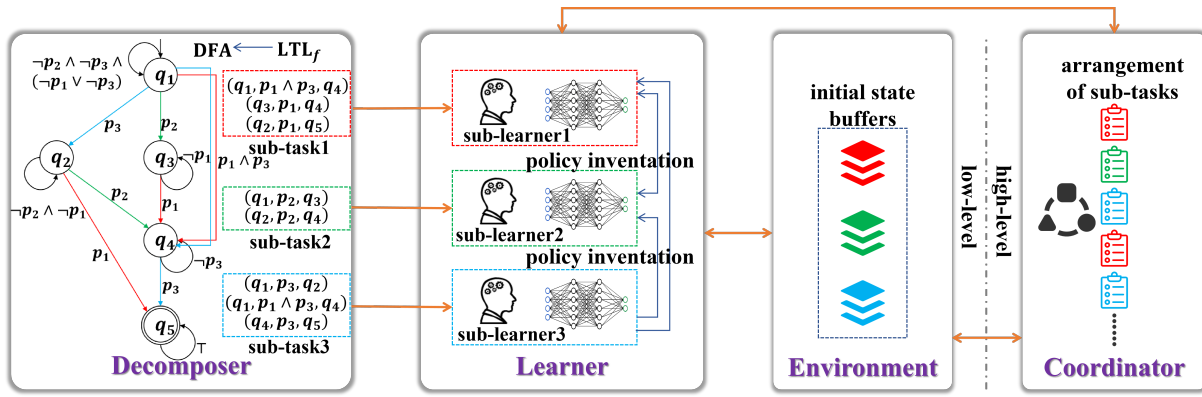 DFA ← LTL_f
¬p₂ ∧ ¬p₃ ∧
(¬p₁ ∨ ¬p₃)
q₁
p₃
p₂
p₁ ∧ p₃
q₂
q₃
¬p₁
¬p₂ ∧ ¬p₁
p₂
p₁
q₄
¬p₃
p₁
p₃
q₅
⊤
Decomposer
(q₁, p₁ ∧ p₃, q₄)
(q₃, p₁, q₄)
(q₂, p₁, q₅)
sub-task1
(q₁, p₂, q₃)
(q₂, p₂, q₄)
sub-task2
(q₁, p₃, q₂)
(q₁, p₁ ∧ p₃, q₄)
(q₄, p₃, q₅)
sub-task3
sub-learner1
policy inventation
sub-learner2
policy inventation
sub-learner3
Learner
initial state
buffers
Environment
low-level
high-level
arrangement
of sub-tasks
Coordinator